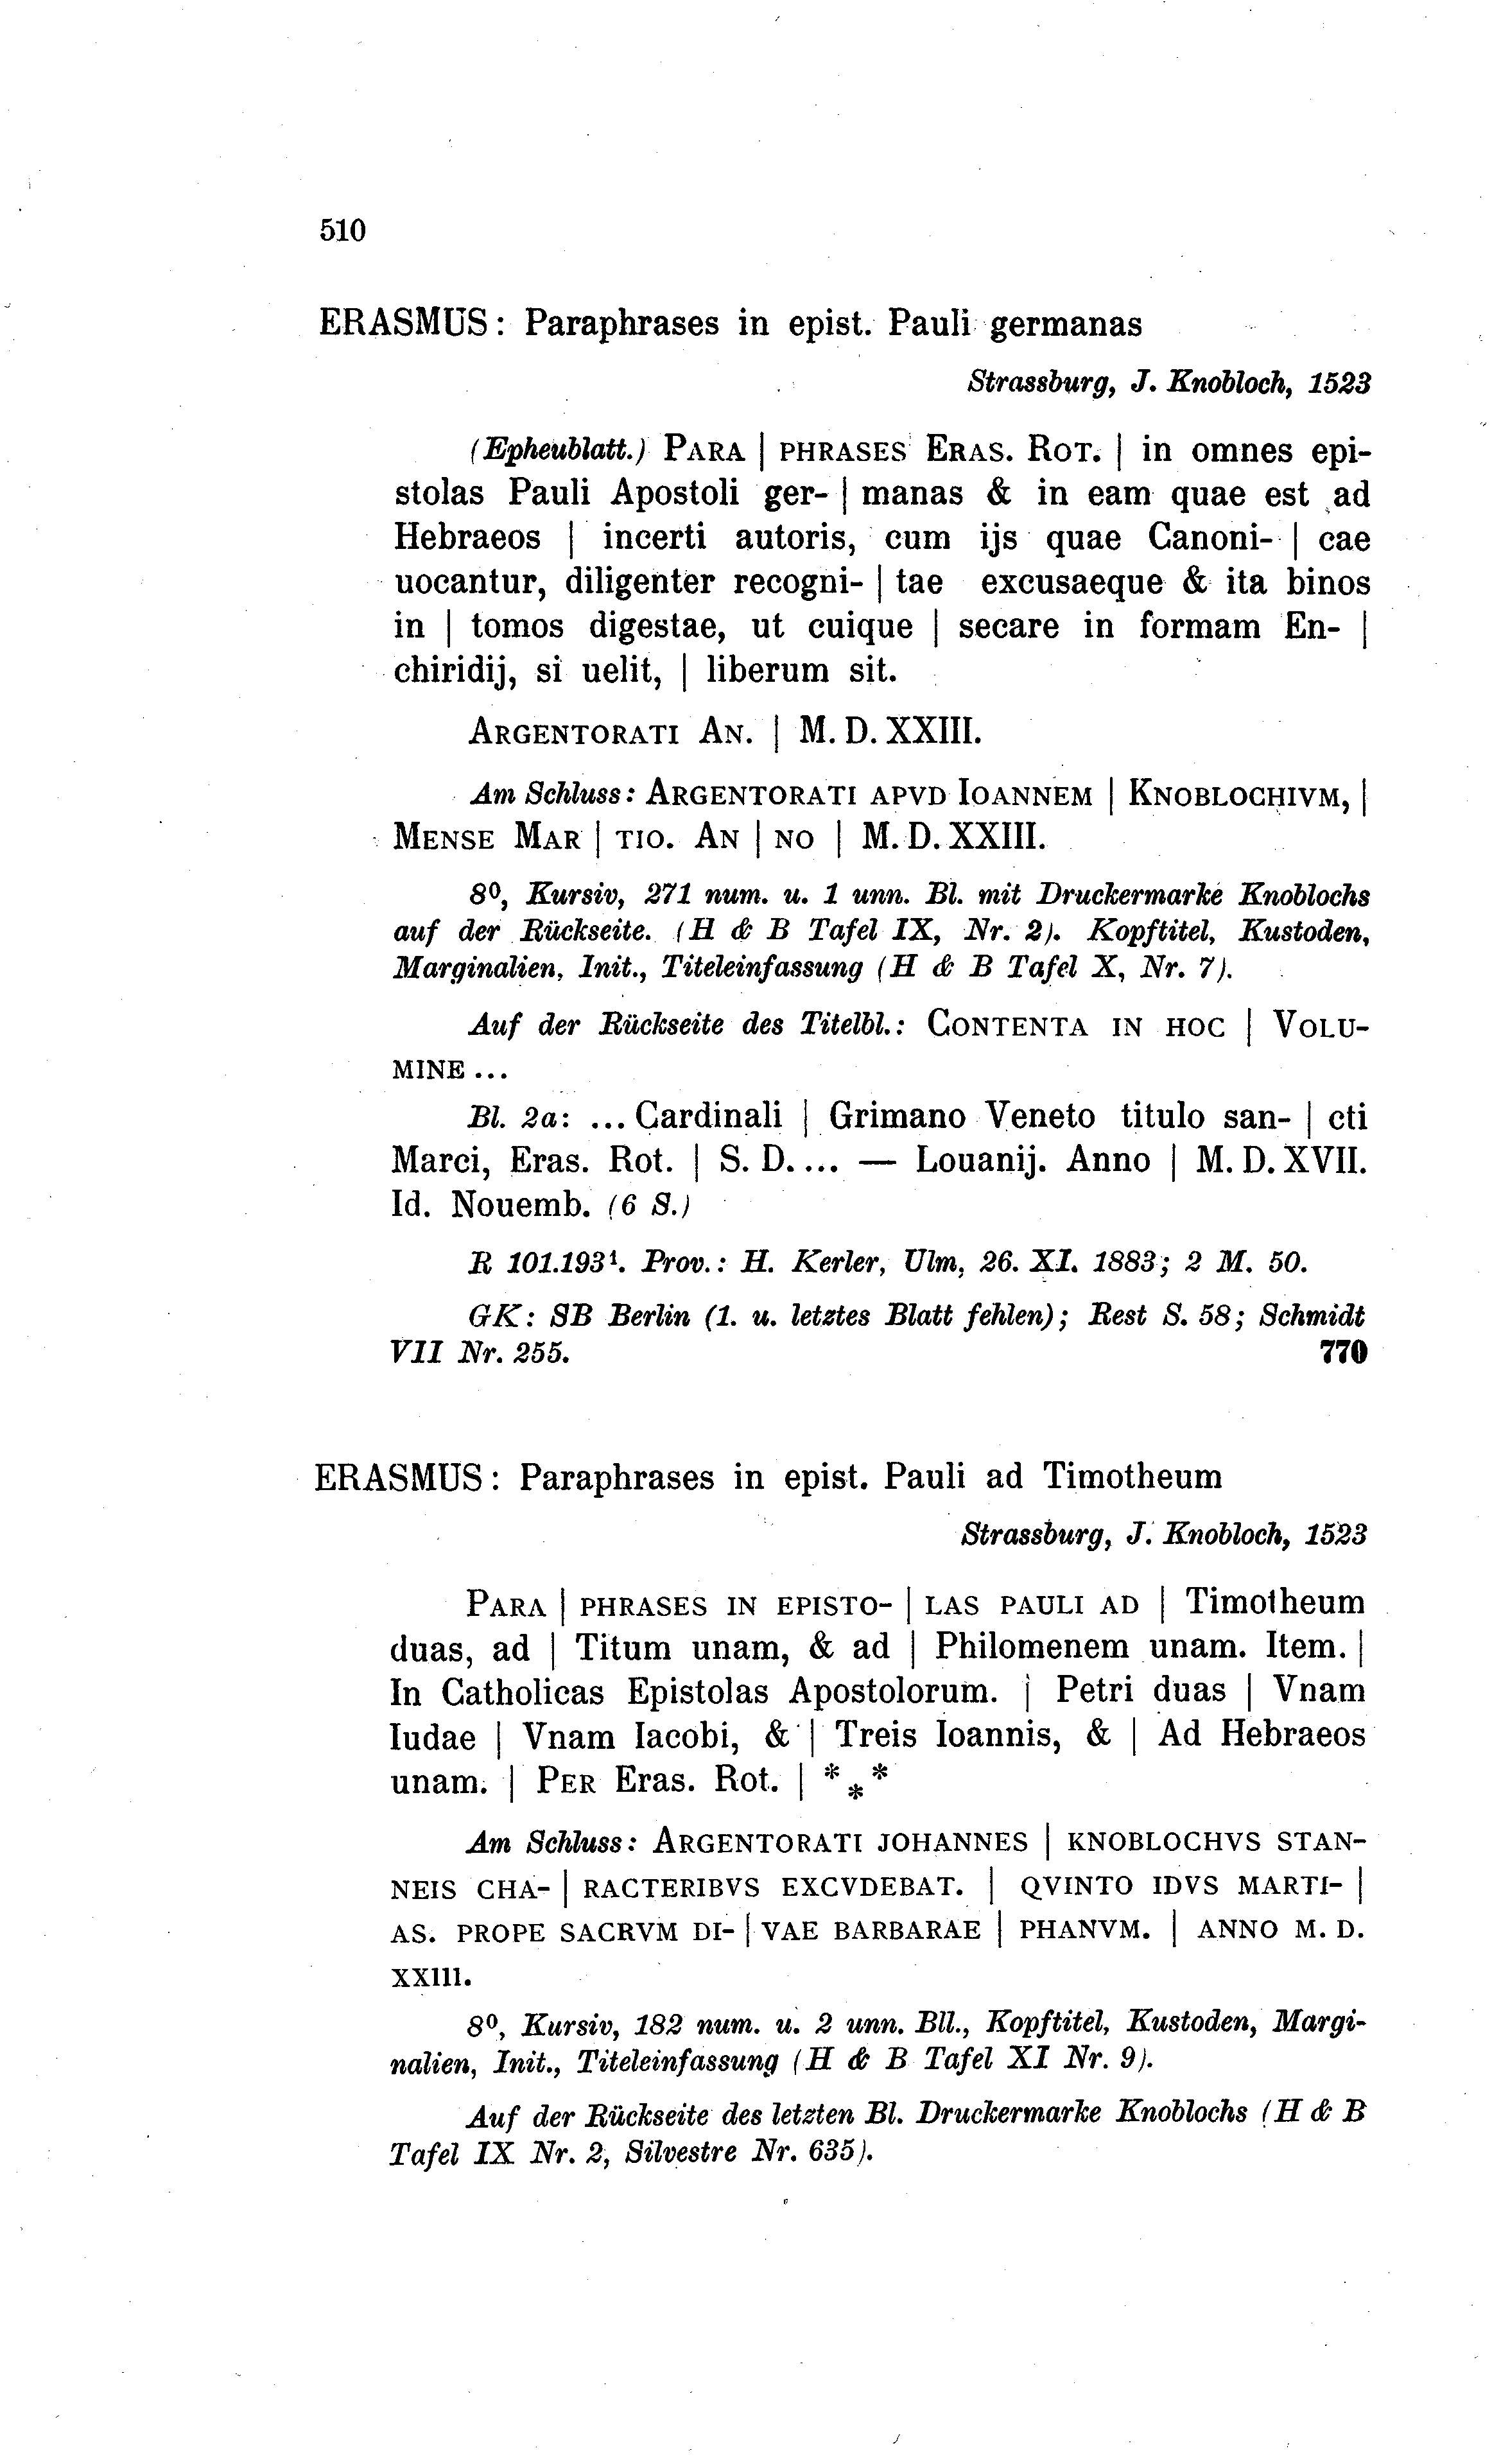 510
ERASMUS: Paraphrases in epist. Pauli germanas
Strassburg, J. Knobloch, 1523
(Epheublatt.) PARA | PHRASES ERAS. ROT. | in omnes epi-
stolas Pauli Apostoli ger- | manas & in eam quae est ad
Hebraeos | incerti autoris, cum ijs quae Canoni- | cae
uocantur, diligenter recogni- | tae excusaeque & ita binos
in | tomos digestae, ut cuique | secare in formam En- |
chiridij, si uelit, | liberum sit.
ARGENTORATI AN. | M. D. XXIII.
Am Schluss: ARGENTORATI APVD IOANNEM | KNOBLOCHIVM, |
MENSE MAR | TIO. AN | NO | M. D. XXIII.
8⁰, Kursiv, 271 num. u. 1 unn. Bl. mit Druckermarke Knoblochs
auf der Rückseite. (H & B Tafel IX, Nr. 2). Kopftitel, Kustoden,
Marginalien, Init., Titeleinfassung (H & B Tafel X, Nr. 7).
Auf der Rückseite des Titelbl.: CONTENTA IN HOC | VOLU-
MINE ...
Bl. 2a: ... Cardinali | Grimano Veneto titulo san- | cti
Marci, Eras. Rot. | S. D. ... — Louanij. Anno | M. D. XVII.
Id. Nouemb. (6 S.)
R 101.193¹. Prov.: H. Kerler, Ulm, 26. XI. 1883; 2 M. 50.
GK: SB Berlin (1. u. letztes Blatt fehlen); Rest S. 58; Schmidt
VII Nr. 255. 770
ERASMUS: Paraphrases in epist. Pauli ad Timotheum
Strassburg, J. Knobloch, 1523
PARA | PHRASES IN EPISTO- | LAS PAULI AD | Timotheum
duas, ad | Titum unam, & ad | Philomenem unam. Item. |
In Catholicas Epistolas Apostolorum. | Petri duas | Vnam
Iudae | Vnam Iacobi, & | Treis Ioannis, & | Ad Hebraeos
unam. | PER Eras. Rot. | * * *
Am Schluss: ARGENTORATI JOHANNES | KNOBLOCHVS STAN-
NEIS CHA- | RACTERIBVS EXCVDEBAT. | QVINTO IDVS MARTI- |
AS. PROPE SACRVM DI- | VAE BARBARAE | PHANVM. | ANNO M. D.
XXIII.
8⁰, Kursiv, 182 num. u. 2 unn. Bll., Kopftitel, Kustoden, Margi-
nalien, Init., Titeleinfassung (H & B Tafel XI Nr. 9).
Auf der Rückseite des letzten Bl. Druckermarke Knoblochs (H & B
Tafel IX Nr. 2, Silvestre Nr. 635).